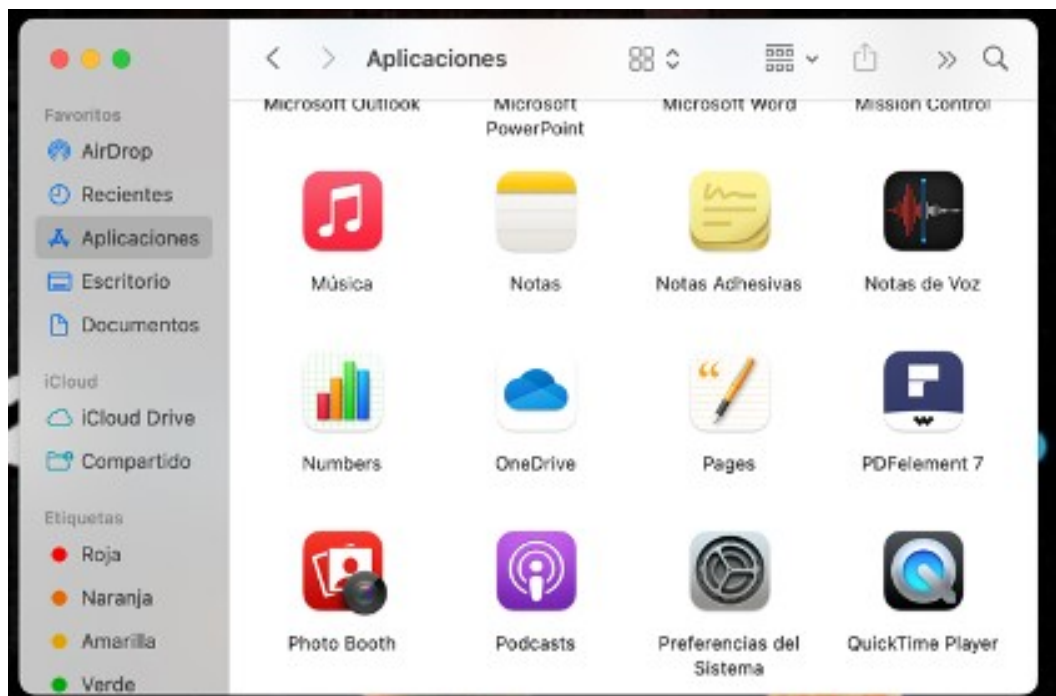 Aplicaciones
Favoritos
AirDrop
Recientes
Aplicaciones
Escritorio
Documentos
iCloud
iCloud Drive
Compartido
Etiquetas
Roja
Naranja
Amarilla
Verde
Microsoft Outlook
Microsoft
PowerPoint
Microsoft Word
Mission Control
Música
Notas
Notas Adhesivas
Notas de Voz
Numbers
OneDrive
Pages
PDFelement 7
Photo Booth
Podcasts
Preferencias del
Sistema
QuickTime Player